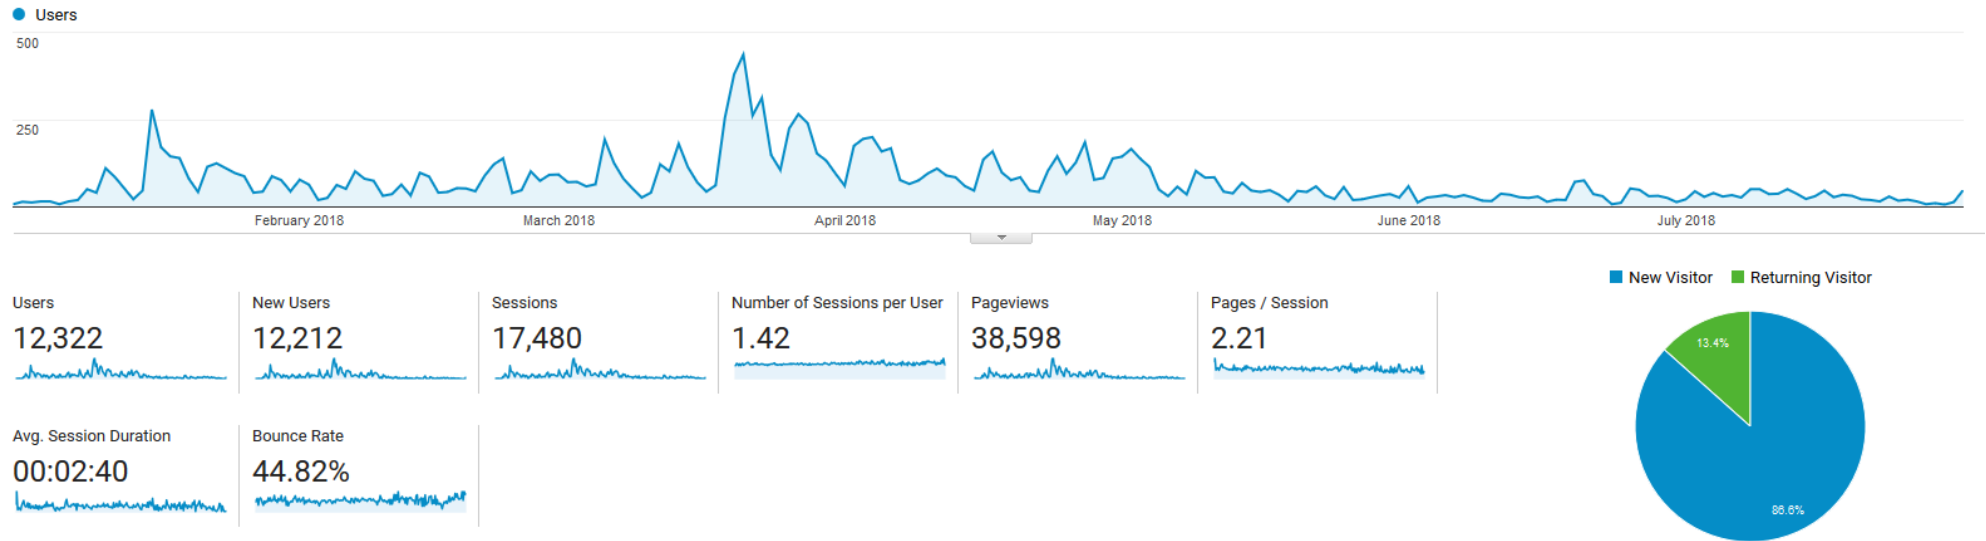 Users
500
250
February 2018 March 2018 April 2018 May 2018 June 2018 July 2018
New Visitor Returning Visitor
Users New Users Sessions Number of Sessions per User Pageviews Pages / Session
12,322 12,212 17,480 1.42 38,598 2.21
13.4%
Avg. Session Duration Bounce Rate
00:02:40 44.82%
86.6%